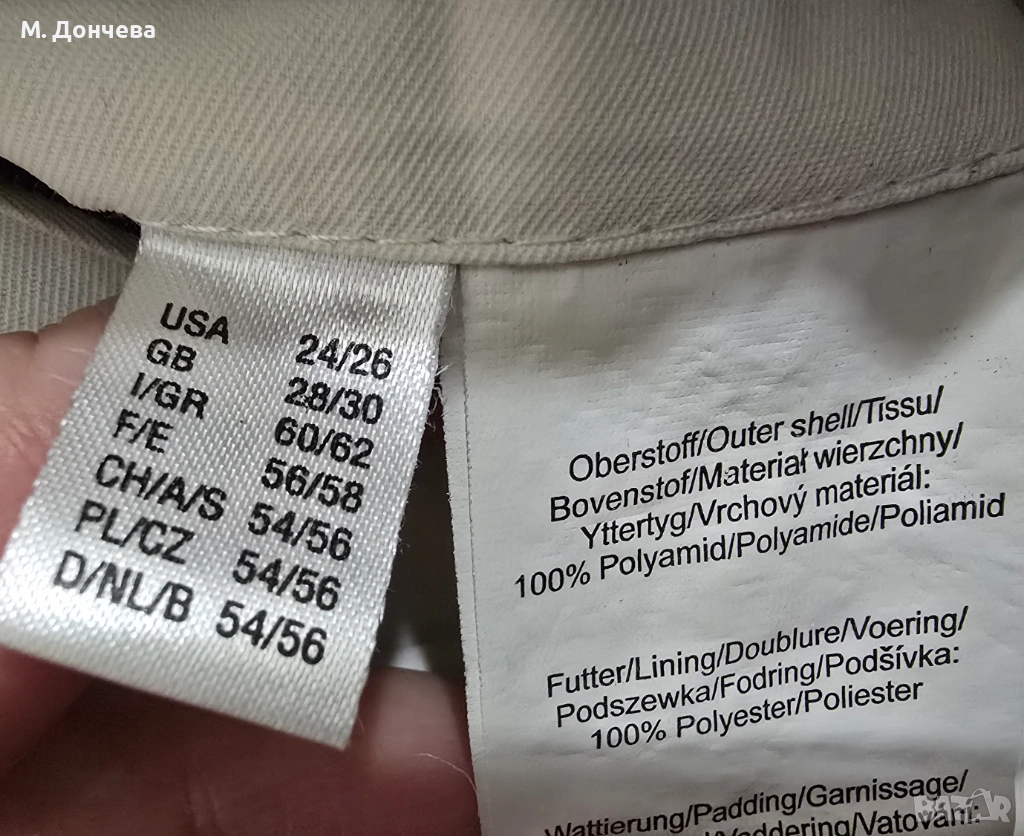 М. Дончева
USA 24/26
GB 28/30
I/GR 60/62
F/E 56/58
CH/A/S 54/56
PL/CZ 54/56
D/NL/B 54/56
Oberstoff/Outer shell/Tissu/
Bovenstof/Materiał wierzchny/
Yttertyg/Vrchový materiál:
100% Polyamid/Polyamide/Poliamid
Futter/Lining/Doublure/Voering/
Podszewka/Fodring/Podšívka:
100% Polyester/Poliester
Wattierung/Padding/Garnissage/
Vatování: